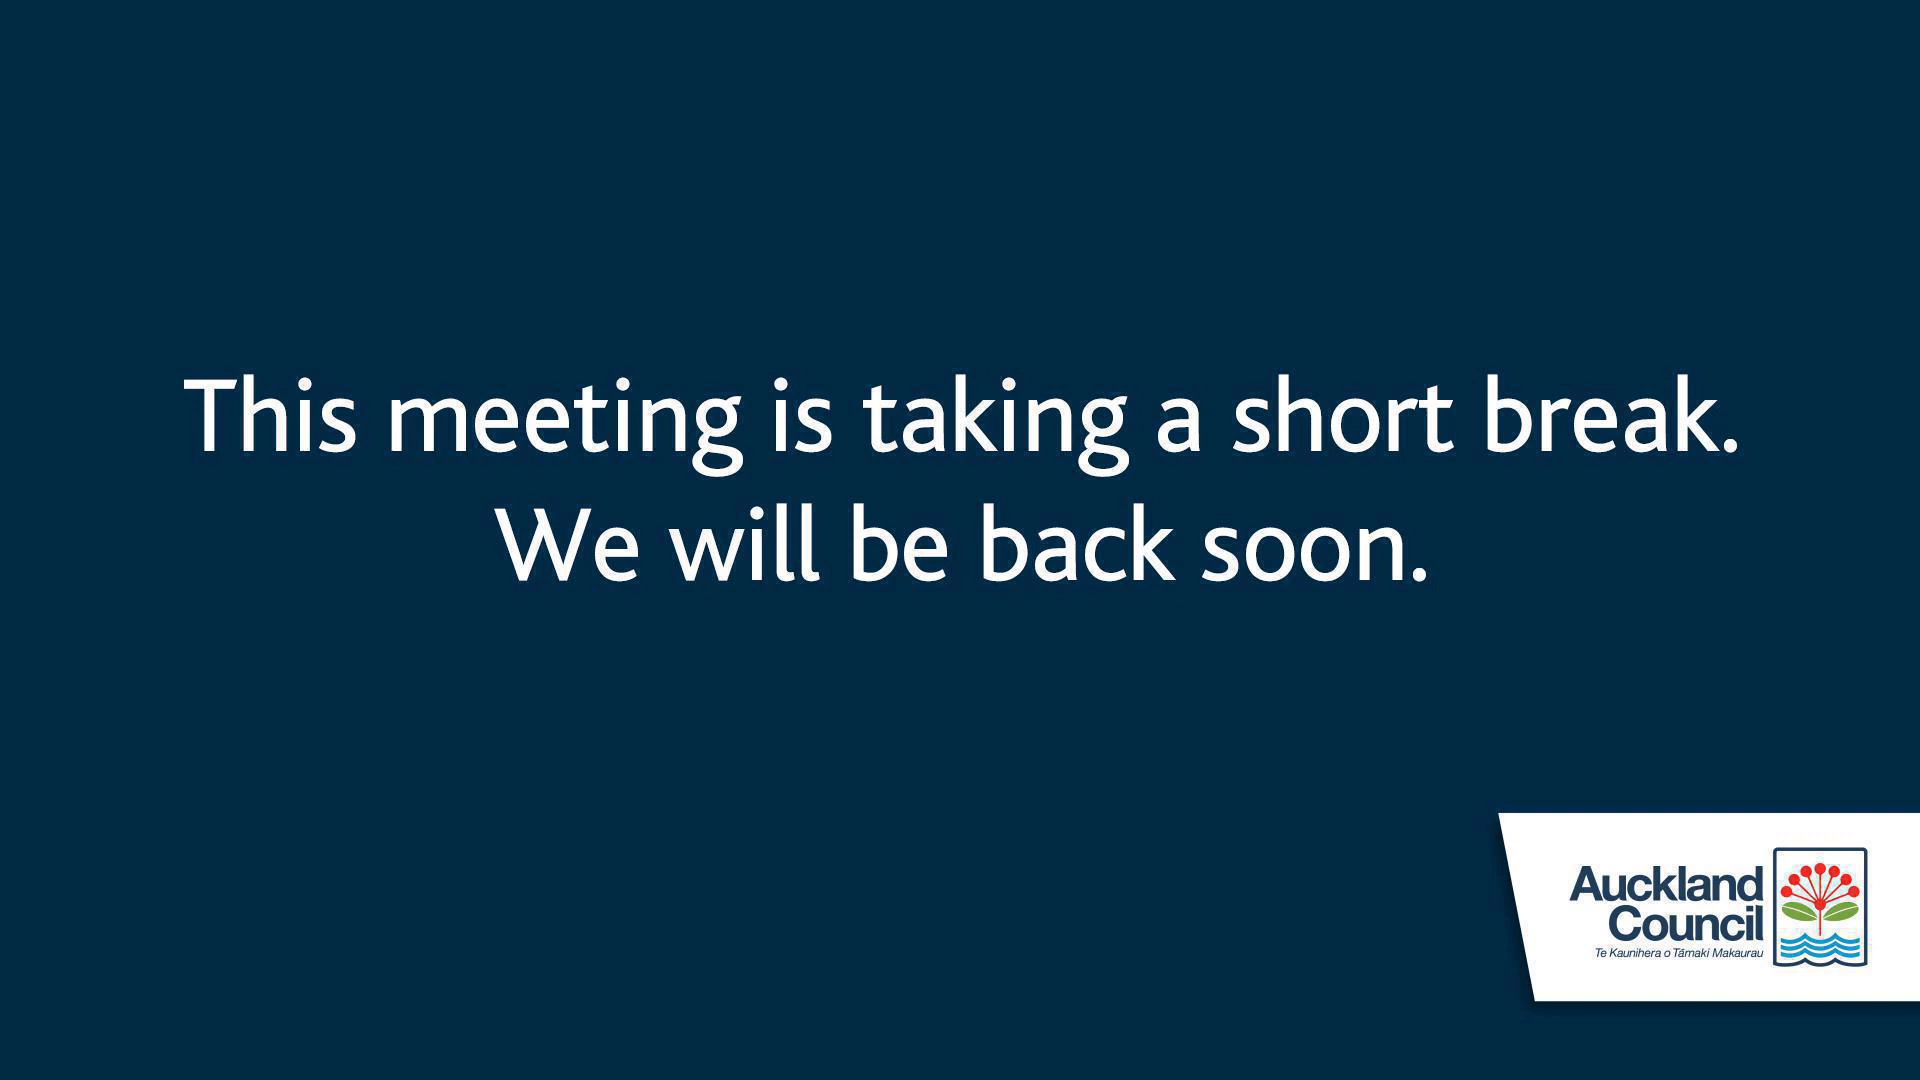 This meeting is taking a short break.
We will be back soon.
Auckland
Council
Te Kaunihera o Tāmaki Makaurau